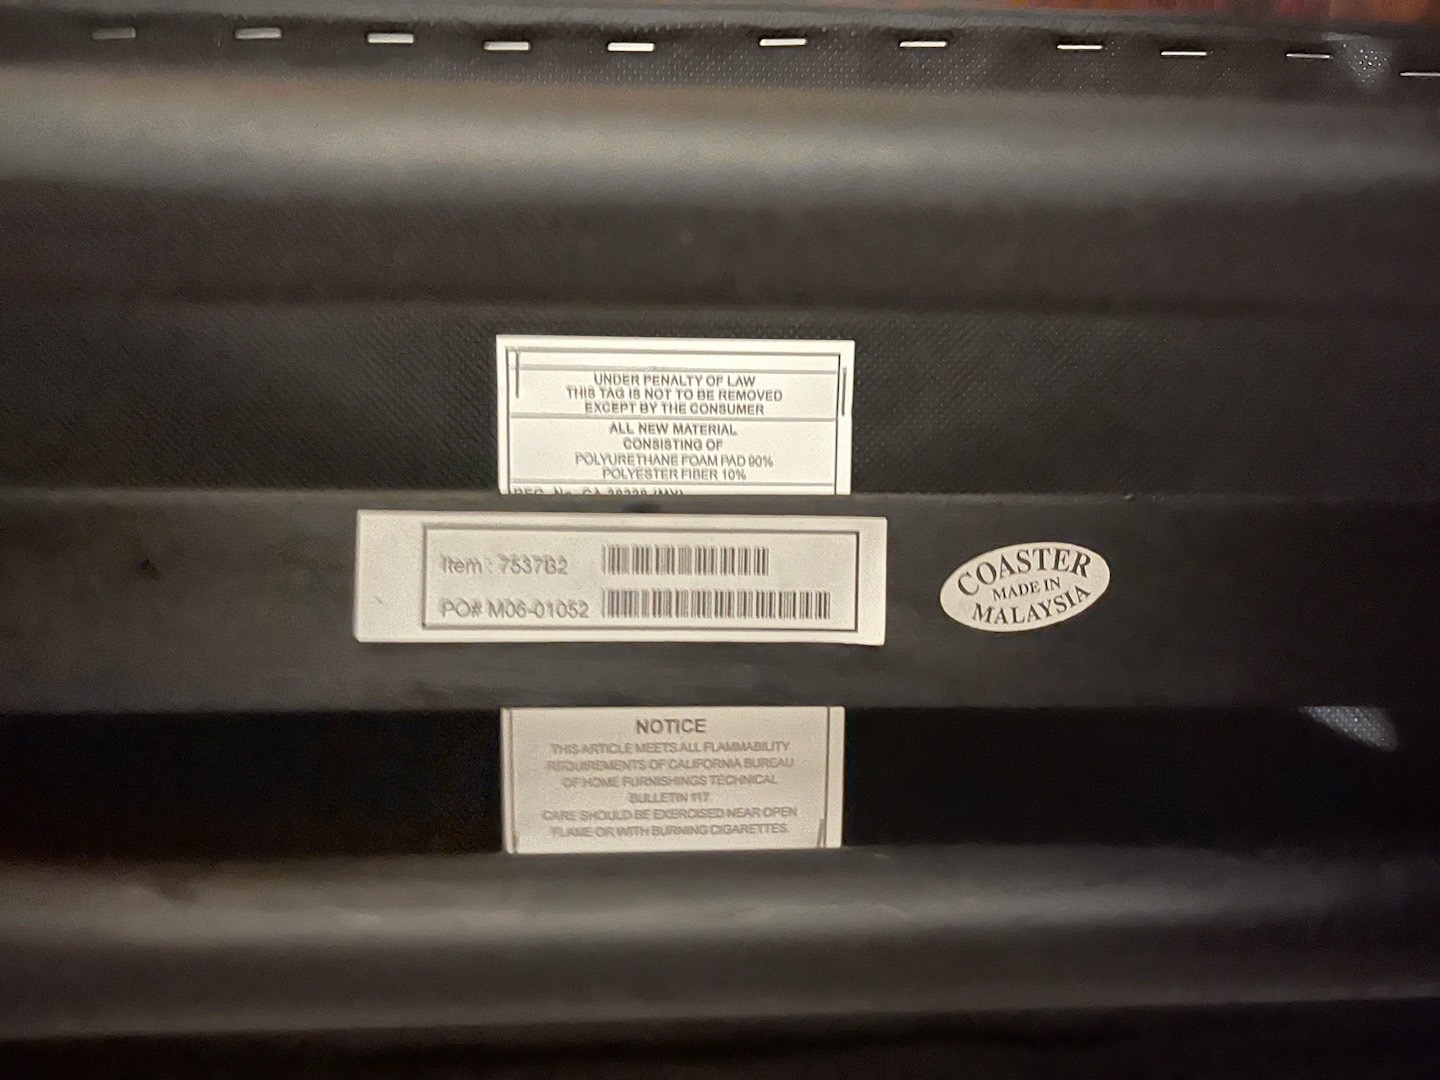 UNDER PENALTY OF LAW
THIS TAG IS NOT TO BE REMOVED
EXCEPT BY THE CONSUMER
ALL NEW MATERIAL
CONSISTING OF
POLYURETHANE FOAM PAD 90%
POLYESTER FIBER 10%
REG. No. CA
Item : 7537B2
PO# M06-01052
COASTER
MADE IN
MALAYSIA
NOTICE
THIS ARTICLE MEETS ALL FLAMMABILITY
REQUIREMENTS OF CALIFORNIA BUREAU
OF HOME FURNISHINGS TECHNICAL
BULLETIN 117
CARE SHOULD BE EXERCISED NEAR OPEN
FLAME OR WITH BURNING CIGARETTES.